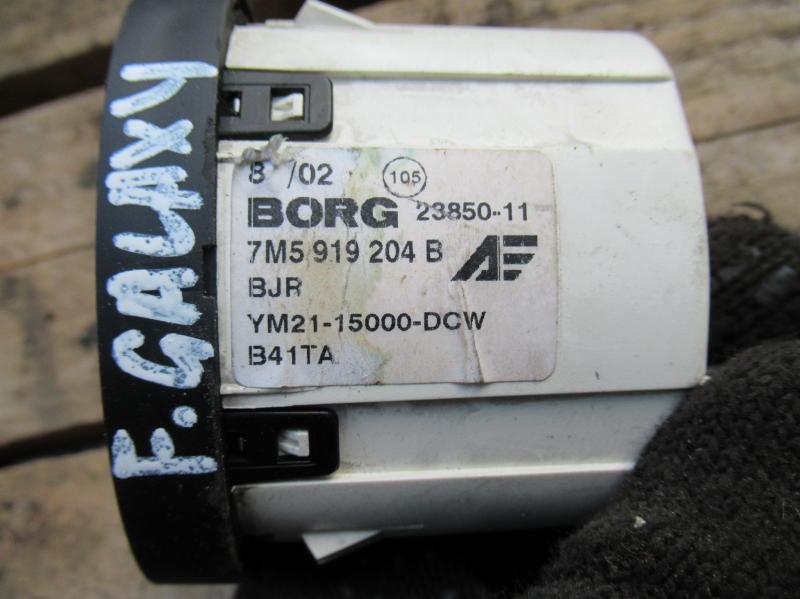 F.GALAXY
8 /02 105
BORG 23850-11
7M5 919 204 B
BJR
YM21-15000-DCW
B41TA